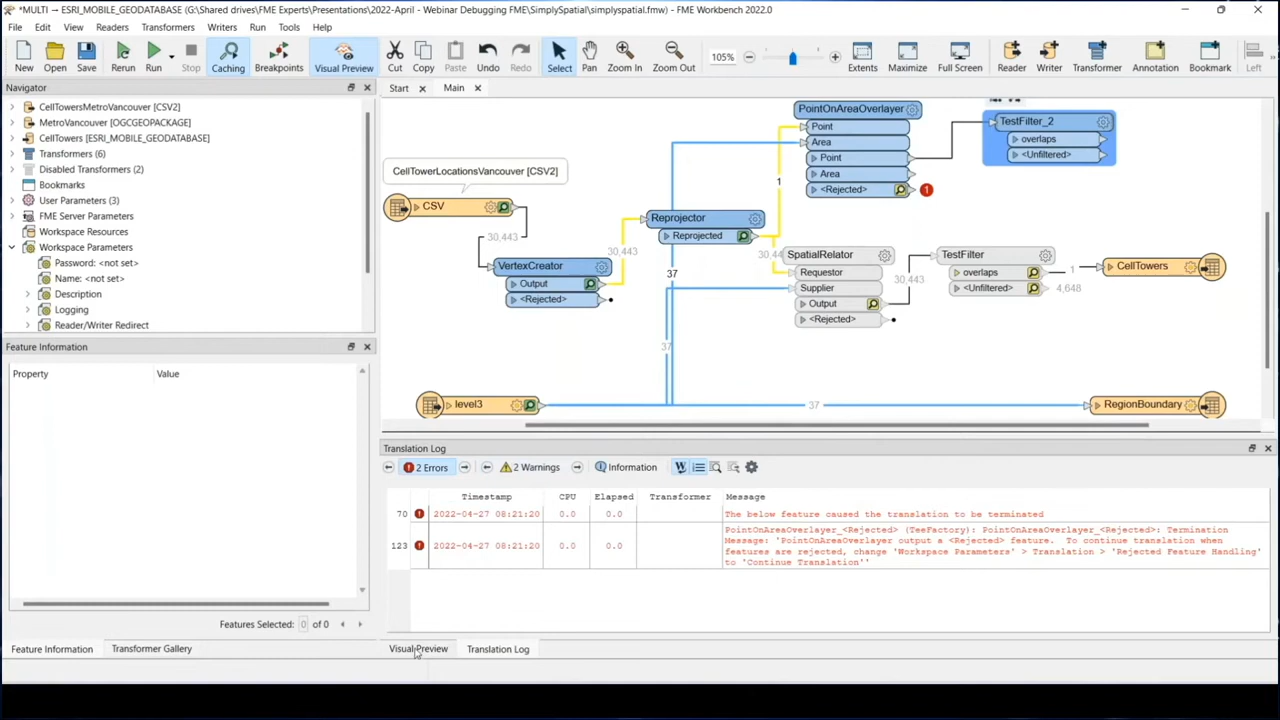 *MULTI → ESRI_MOBILE_GEODATABASE (G:\Shared drives\FME Experts\Presentations\2022-April - Webinar Debugging FME\SimplySpatial\simplyspatial.fmw) - FME Workbench 2022.0
File Edit View Readers Transformers Writers Run Tools Help
New Open Save Rerun Run Stop Caching Breakpoints Visual Preview Cut Copy Paste Undo Redo Select Pan Zoom In Zoom Out 105% Extents Maximize Full Screen Reader Writer Transformer Annotation Bookmark Left
Navigator
CellTowersMetroVancouver [CSV2]
MetroVancouver [OGCGEOPACKAGE]
CellTowers [ESRI_MOBILE_GEODATABASE]
Transformers (6)
Disabled Transformers (2)
Bookmarks
User Parameters (3)
FME Server Parameters
Workspace Resources
Workspace Parameters
Password: <not set>
Name: <not set>
Description
Logging
Reader/Writer Redirect
Feature Information
Property Value
Features Selected: 0 of 0
Feature Information Transformer Gallery
Start Main
CellTowerLocationsVancouver [CSV2]
CSV
30,443
VertexCreator
Output
<Rejected>
30,443
Reprojector
Reprojected
37
37
1
30,44
PointOnAreaOverlayer
Point
Area
Point
Area
<Rejected> 1
TestFilter_2
overlaps
<Unfiltered>
SpatialRelator
Requestor
Supplier
Output
<Rejected>
30,443
TestFilter
overlaps
<Unfiltered>
1
4,648
CellTowers
level3
37
RegionBoundary
Translation Log
2 Errors 2 Warnings Information
Timestamp CPU Elapsed Transformer Message
70 2022-04-27 08:21:20 0.0 0.0 The below feature caused the translation to be terminated
123 2022-04-27 08:21:20 0.0 0.0 PointOnAreaOverlayer_<Rejected> (TeeFactory): PointOnAreaOverlayer_<Rejected>: Termination
Message: 'PointOnAreaOverlayer output a <Rejected> feature. To continue translation when
features are rejected, change 'Workspace Parameters' > Translation > 'Rejected Feature Handling'
to 'Continue Translation''
Visual Preview Translation Log